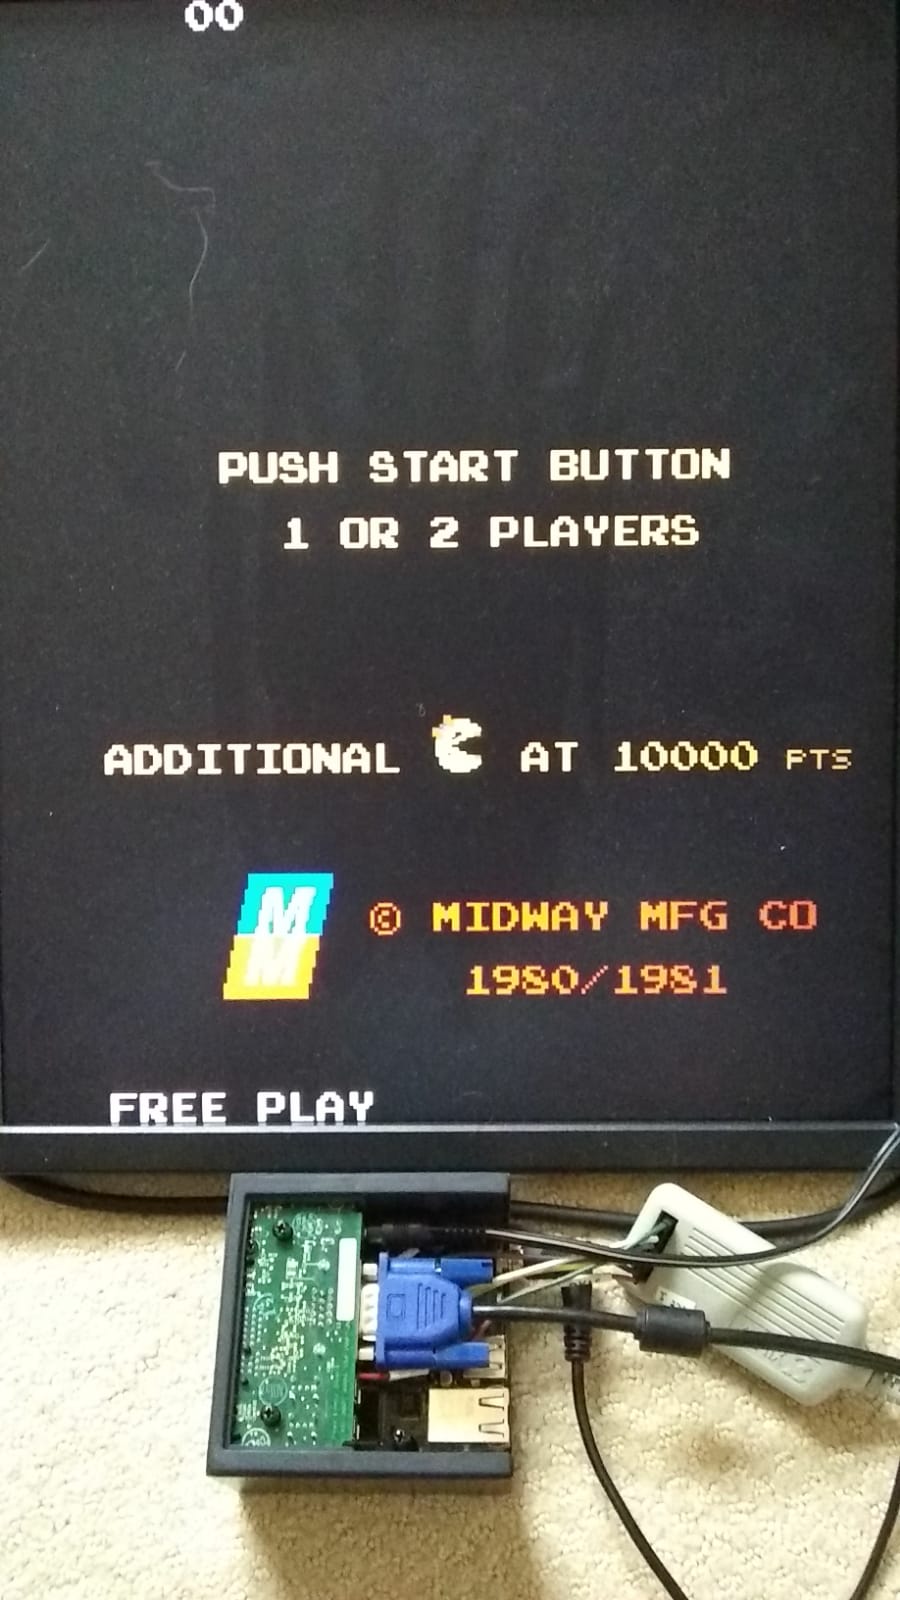 00
PUSH START BUTTON
1 OR 2 PLAYERS
ADDITIONAL AT 10000 PTS
M
M
© MIDWAY MFG CO
1980/1981
FREE PLAY